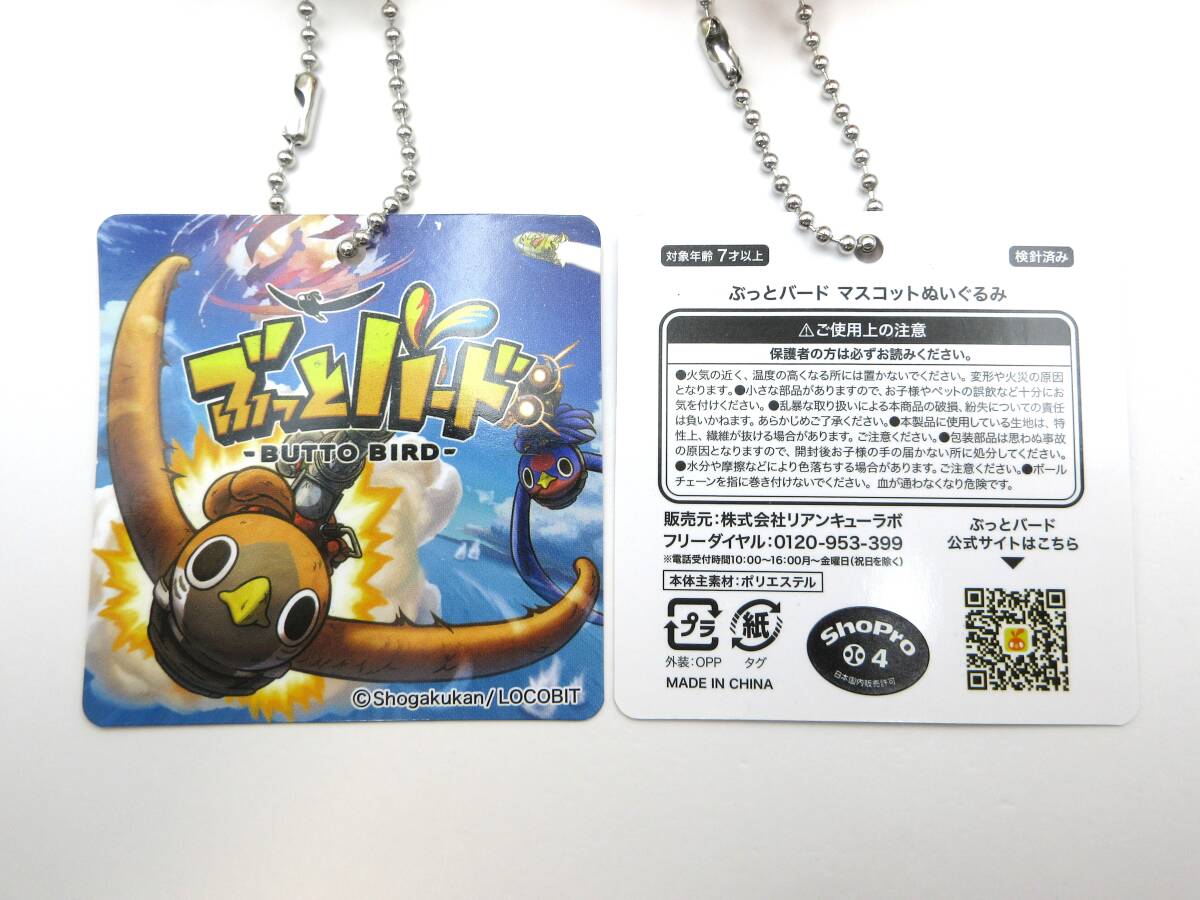 ぶっとバード
-BUTTO BIRD-
©Shogakukan/ LOCOBIT
対象年齢 7才以上
検針済み
ぶっとバード マスコットぬいぐるみ
⚠ご使用上の注意
保護者の方は必ずお読みください。
●火気の近く、温度の高くなる所には置かないでください。変形や火災の原因
となります。●小さな部品がありますので、お子様やペットの誤飲など十分にお
気を付けください。●乱暴な取り扱いによる本商品の破損、紛失についての責任
は負いかねます。あらかじめご了承ください。●本製品に使用している生地は、特
性上、繊維が抜ける場合があります。ご注意ください。●包装部品は思わぬ事故
の原因となりますので、開封後お子様の手の届かない所に処分してください。
●水分や摩擦などにより色落ちする場合があります。ご注意ください。●ボール
チェーンを指に巻き付けないでください。血が通わなくなり危険です。
販売元:株式会社リアンキューラボ
フリーダイヤル:0120-953-399
※電話受付時間10:00〜16:00月〜金曜日(祝日を除く)
本体主素材:ポリエステル
プラ
紙
外装:OPP
タグ
MADE IN CHINA
ShoPro
4
日本国内販売許可
ぶっとバード
公式サイトはこちら